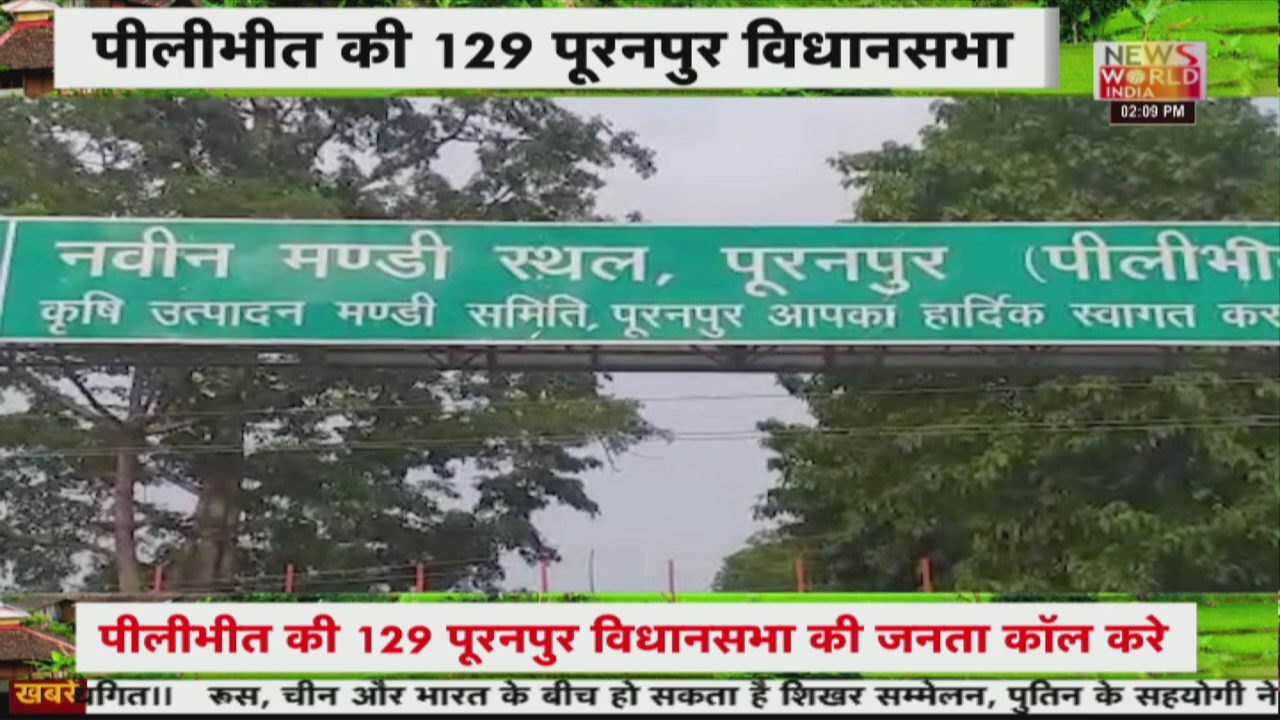 पीलीभीत की 129 पूरनपुर विधानसभा
NEWS
WORLD
INDIA
02:09 PM
नवीन मण्डी स्थल, पूरनपुर (पीलीभी
कृषि उत्पादन मण्डी समिति, पूरनपुर आपका हार्दिक स्वागत कर
पीलीभीत की 129 पूरनपुर विधानसभा की जनता कॉल करे
खबरें गित।। रूस, चीन और भारत के बीच हो सकता है शिखर सम्मेलन, पुतिन के सहयोगी ने